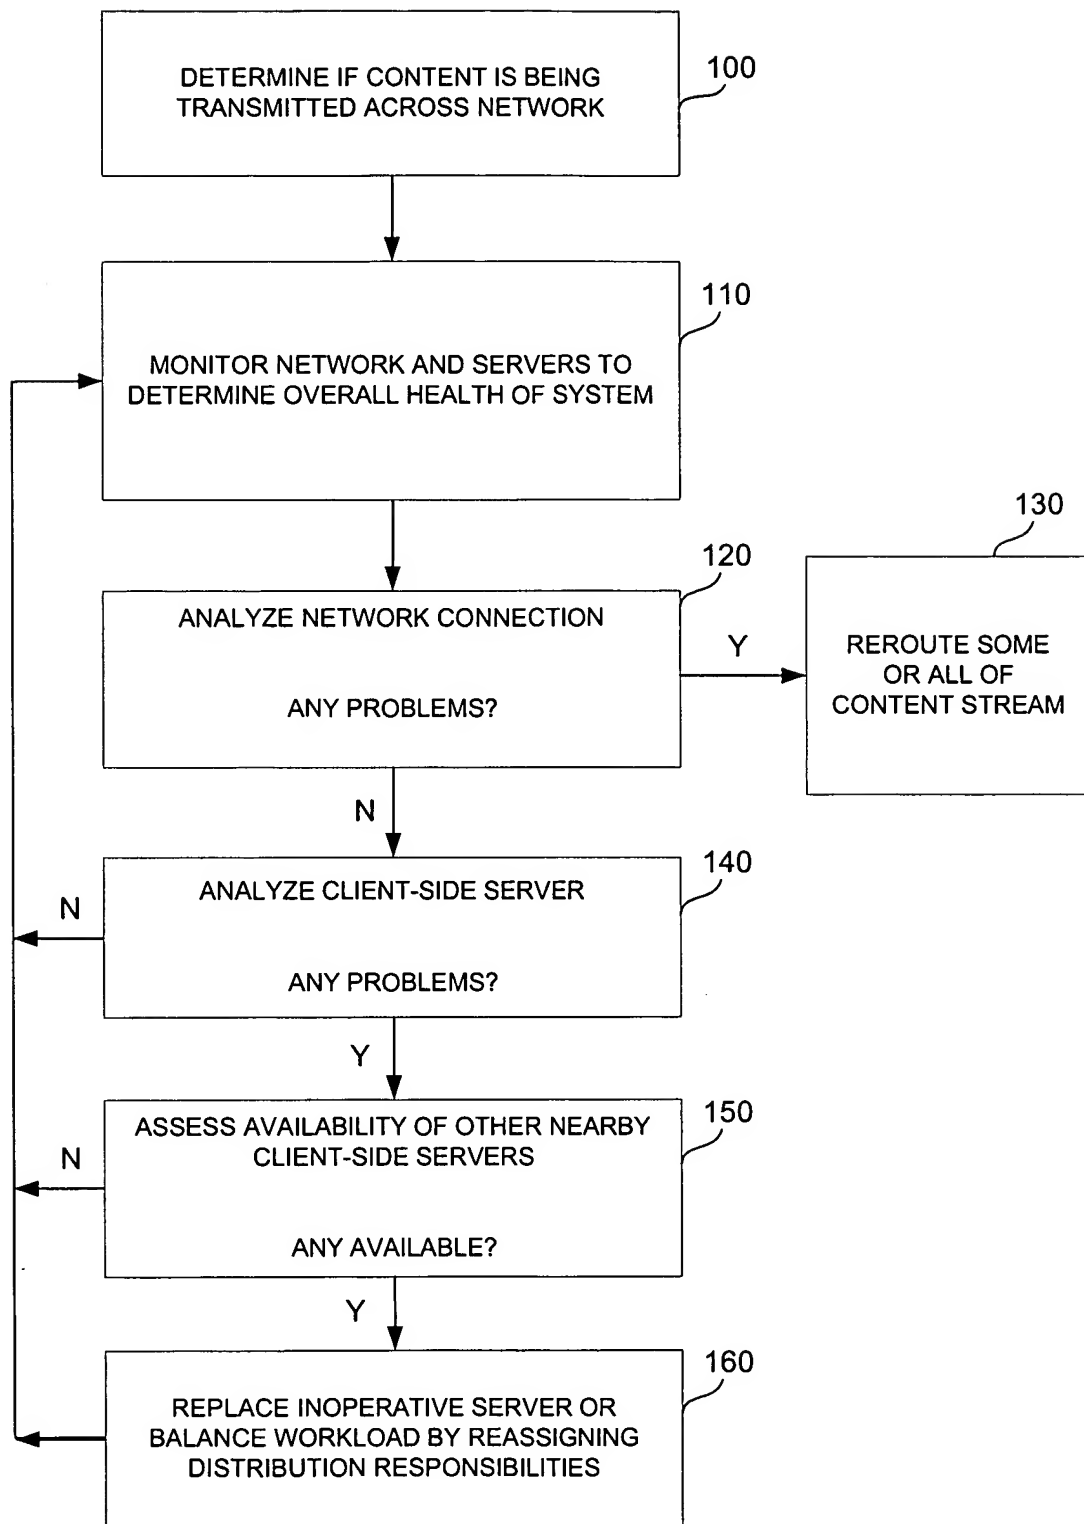 DETERMINE IF CONTENT IS BEING
TRANSMITTED ACROSS NETWORK
100
MONITOR NETWORK AND SERVERS TO
DETERMINE OVERALL HEALTH OF SYSTEM
110
ANALYZE NETWORK CONNECTION
ANY PROBLEMS?
120
Y
REROUTE SOME
OR ALL OF
CONTENT STREAM
130
N
ANALYZE CLIENT-SIDE SERVER
ANY PROBLEMS?
140
N
Y
ASSESS AVAILABILITY OF OTHER NEARBY
CLIENT-SIDE SERVERS
ANY AVAILABLE?
150
N
Y
REPLACE INOPERATIVE SERVER OR
BALANCE WORKLOAD BY REASSIGNING
DISTRIBUTION RESPONSIBILITIES
160